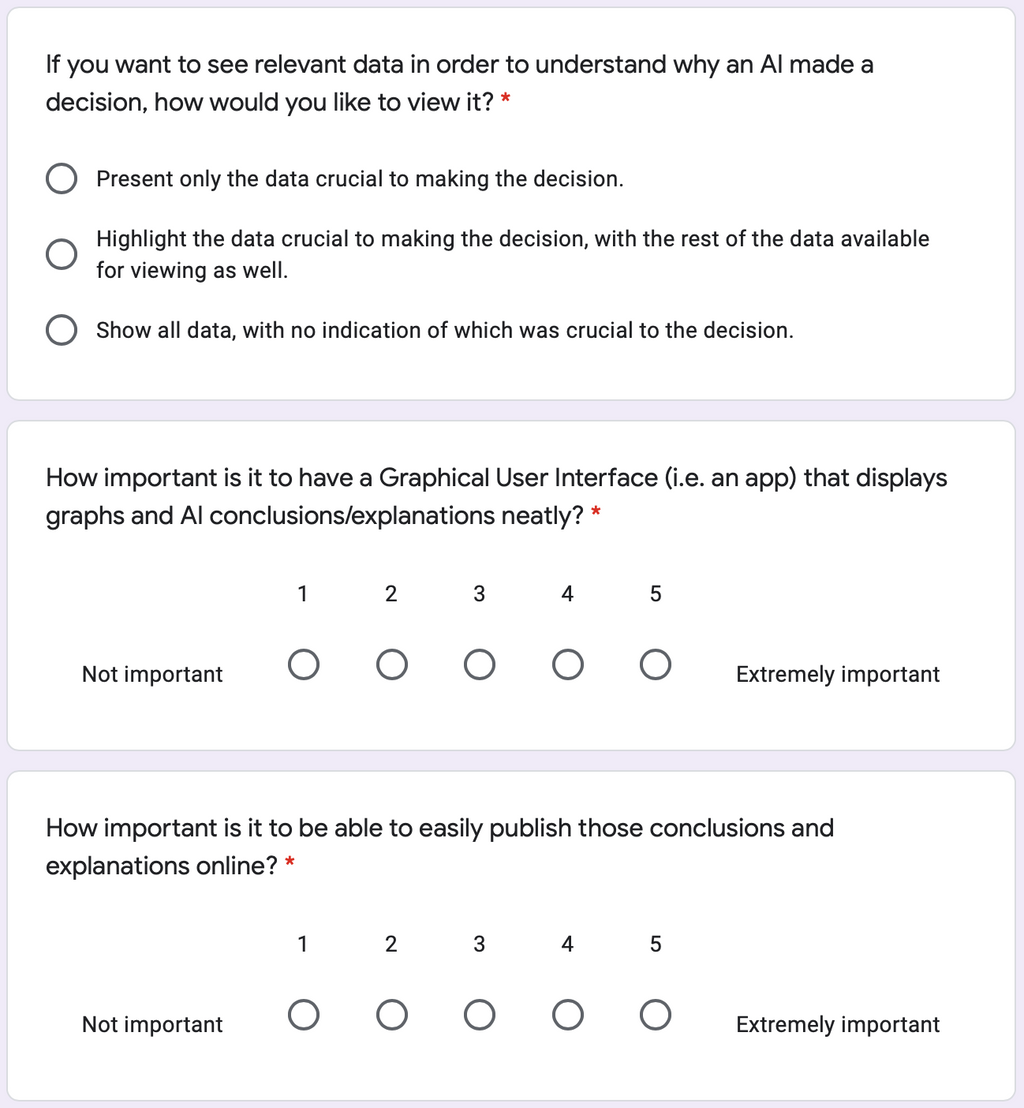 If you want to see relevant data in order to understand why an AI made a
decision, how would you like to view it? *
Present only the data crucial to making the decision.
Highlight the data crucial to making the decision, with the rest of the data available
for viewing as well.
Show all data, with no indication of which was crucial to the decision.
How important is it to have a Graphical User Interface (i.e. an app) that displays
graphs and AI conclusions/explanations neatly? *
1 2 3 4 5
Not important Extremely important
How important is it to be able to easily publish those conclusions and
explanations online? *
1 2 3 4 5
Not important Extremely important